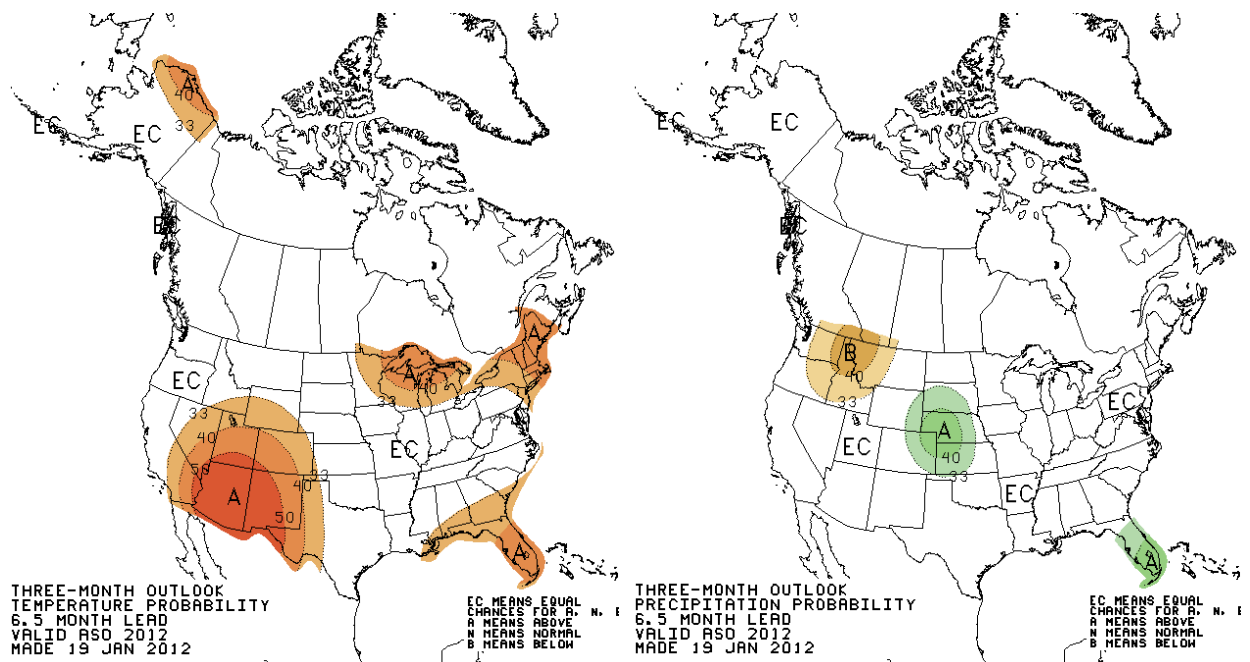 A
40
33
EC
EC
EC
A
A
40
33
EC
33
40
50
EC
33
40
A
50
A
THREE-MONTH OUTLOOK
TEMPERATURE PROBABILITY
6.5 MONTH LEAD
VALID ASO 2012
MADE 19 JAN 2012
EC MEANS EQUAL
CHANCES FOR A, N, B
A MEANS ABOVE
N MEANS NORMAL
B MEANS BELOW
EC
EC
EC
B
40
33
A
40
33
EC
EC
EC
A
THREE-MONTH OUTLOOK
PRECIPITATION PROBABILITY
6.5 MONTH LEAD
VALID ASO 2012
MADE 19 JAN 2012
EC MEANS EQUAL
CHANCES FOR A, N, B
A MEANS ABOVE
N MEANS NORMAL
B MEANS BELOW